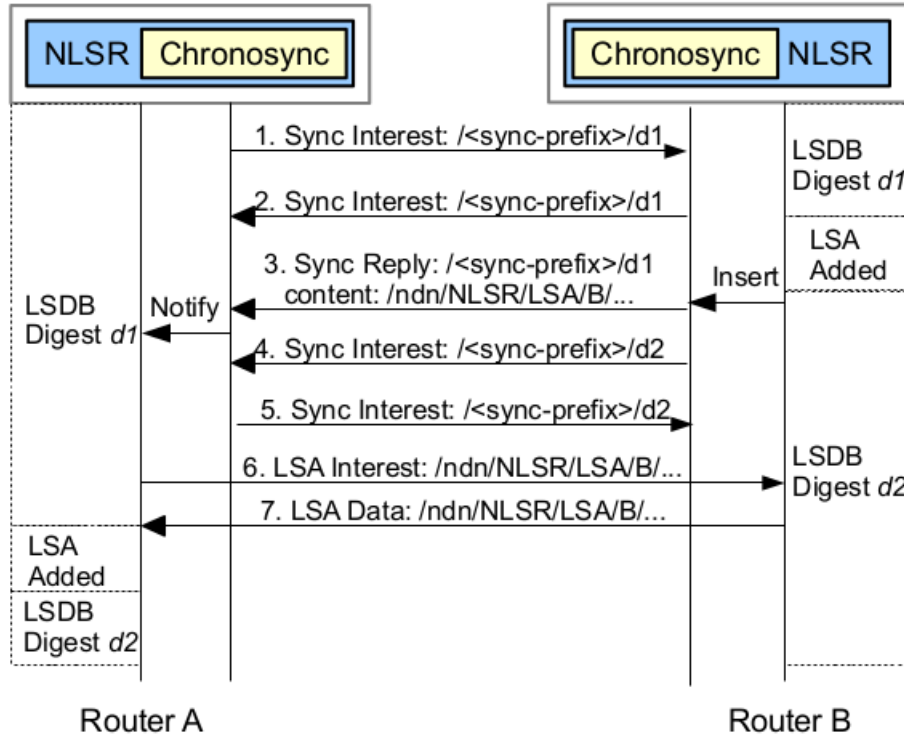 NLSR Chronosync
Chronosync NLSR
1. Sync Interest: /<sync-prefix>/d1
LSDB
Digest d1
2. Sync Interest: /<sync-prefix>/d1
LSA
Added
3. Sync Reply: /<sync-prefix>/d1
content: /ndn/NLSR/LSA/B/...
Insert
LSDB
Digest d1
Notify
4. Sync Interest: /<sync-prefix>/d2
5. Sync Interest: /<sync-prefix>/d2
6. LSA Interest: /ndn/NLSR/LSA/B/...
LSDB
Digest d2
7. LSA Data: /ndn/NLSR/LSA/B/...
LSA
Added
LSDB
Digest d2
Router A
Router B